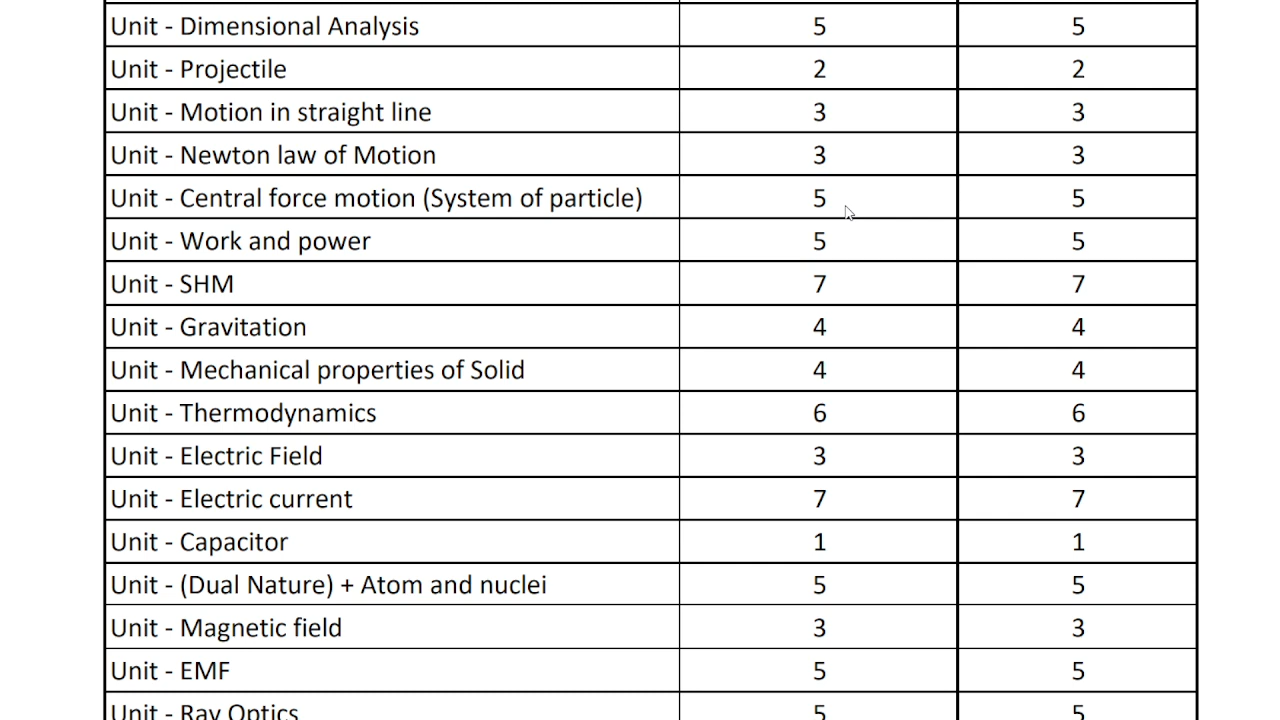 Unit - Dimensional Analysis 5 5
Unit - Projectile 2 2
Unit - Motion in straight line 3 3
Unit - Newton law of Motion 3 3
Unit - Central force motion (System of particle) 5 5
Unit - Work and power 5 5
Unit - SHM 7 7
Unit - Gravitation 4 4
Unit - Mechanical properties of Solid 4 4
Unit - Thermodynamics 6 6
Unit - Electric Field 3 3
Unit - Electric current 7 7
Unit - Capacitor 1 1
Unit - (Dual Nature) + Atom and nuclei 5 5
Unit - Magnetic field 3 3
Unit - EMF 5 5
Unit - Ray Optics 5 5